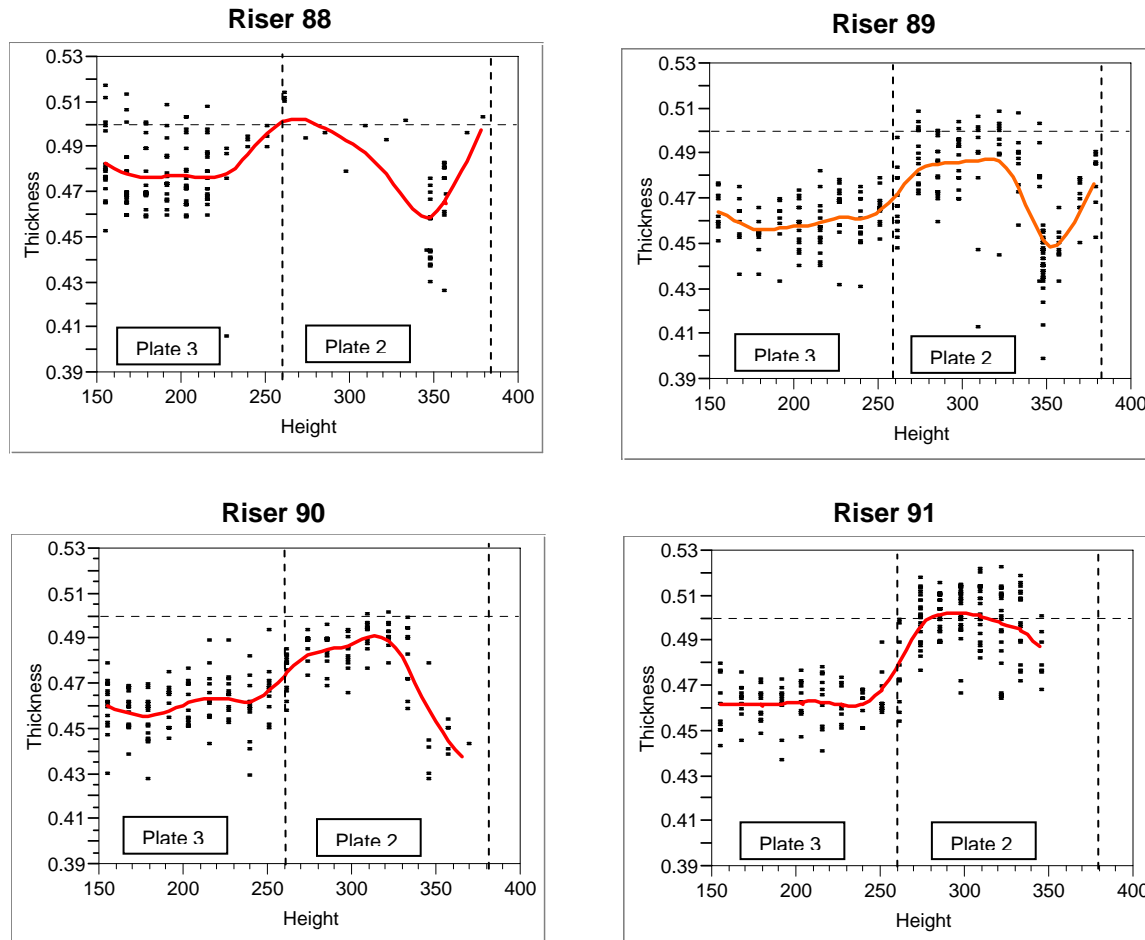 Riser 88
0.53
0.51
0.49
0.47
0.45
0.43
0.41
0.39
Thickness
Plate 3
Plate 2
150 200 250 300 350 400
Height
Riser 89
0.53
0.51
0.49
0.47
0.45
0.43
0.41
0.39
Thickness
Plate 3
Plate 2
150 200 250 300 350 400
Height
Riser 90
0.53
0.51
0.49
0.47
0.45
0.43
0.41
0.39
Thickness
Plate 3
Plate 2
150 200 250 300 350 400
Height
Riser 91
0.53
0.51
0.49
0.47
0.45
0.43
0.41
0.39
Thickness
Plate 3
Plate 2
150 200 250 300 350 400
Height